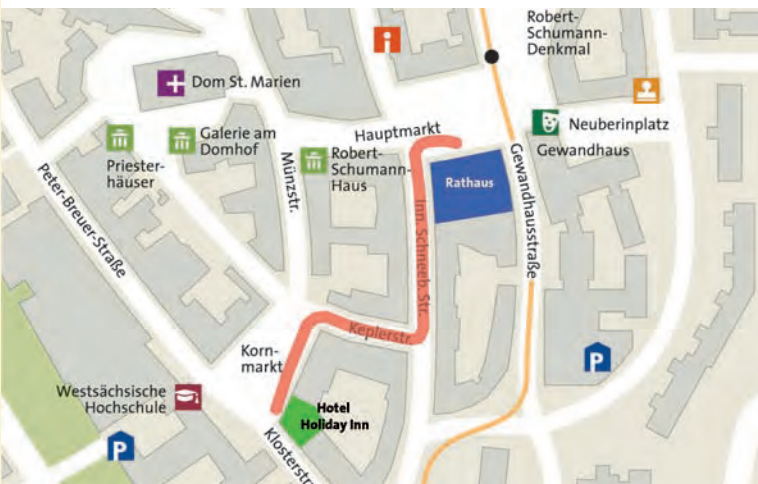 Robert-
Schumann-
Denkmal
Dom St. Marien
Hauptmarkt
Neuberinplatz
Gewandhaus
Galerie am
Domhof
Priester-
häuser
Münzstr.
Robert-
Schumann-
Haus
Rathaus
Gewandhausstraße
Peter-Breuer-Straße
Inn. Schneeb. Str.
Keplerstr.
Korn-
markt
P
Westsächsische
Hochschule
Hotel
Holiday Inn
P
Klosterstr